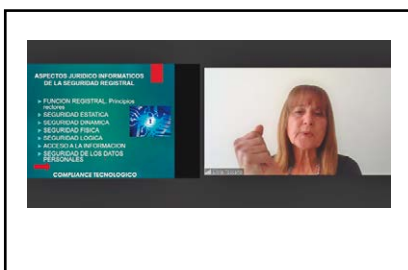 ASPECTOS JURIDICO INFORMATICOS
DE LA SEGURIDAD REGISTRAL
FUNCION REGISTRAL. Principios
rectores
SEGURIDAD ESTATICA
SEGURIDAD DINAMICA
SEGURIDAD FISICA
SEGURIDAD LOGICA
ACCESO A LA INFORMACION
SEGURIDAD DE LOS DATOS
PERSONALES
COMPLIANCE TECNOLOGICO